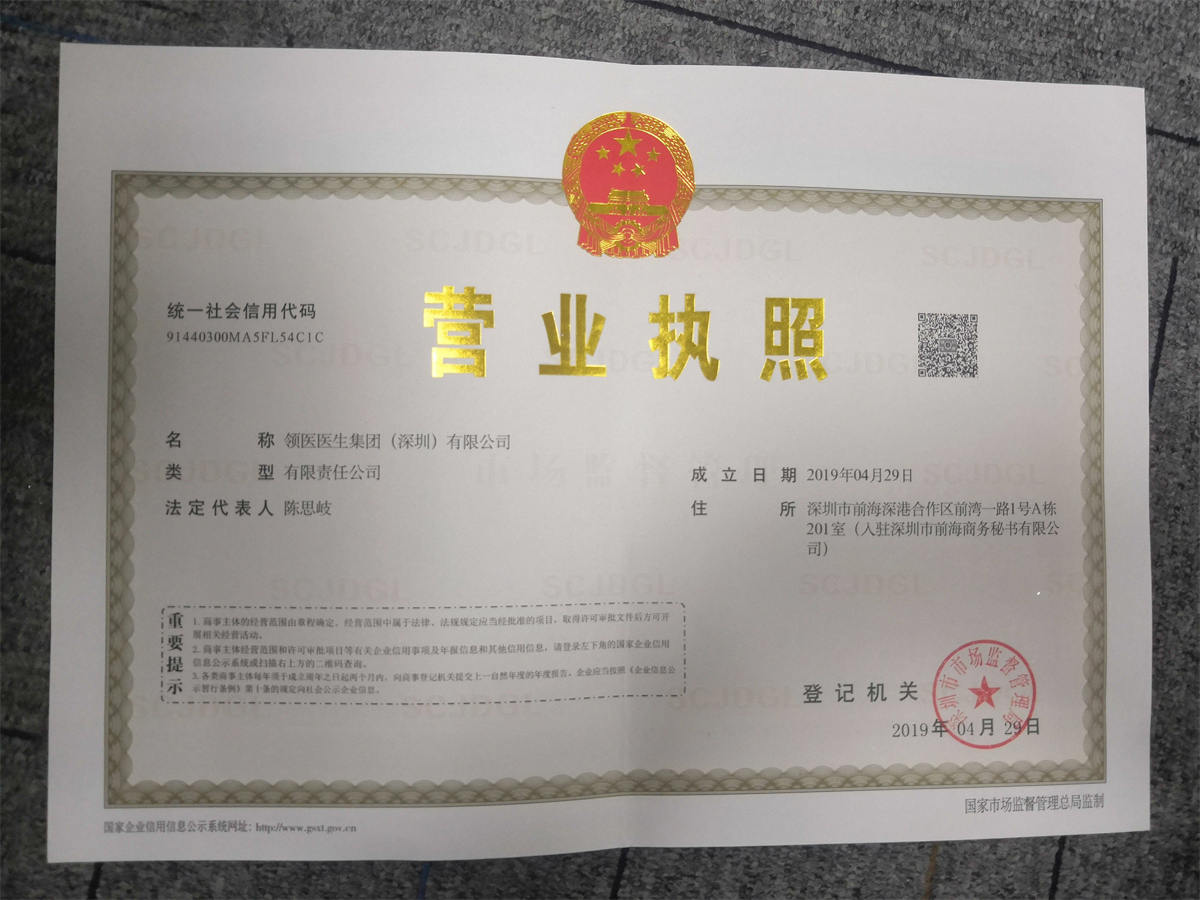 营业执照
统一社会信用代码
91440300MA5FL54C1C
名称 领医医生集团（深圳）有限公司
类型 有限责任公司
法定代表人 陈思岐
成立日期 2019年04月29日
住所 深圳市前海深港合作区前湾一路1号A栋
201室（入驻深圳市前海商务秘书有限公
司）
重要提示
1. 商事主体的经营范围由章程确定。经营范围中属于法律、法规规定应当经批准的项目，取得许可审批文件后方可开
展相关经营活动。
2. 商事主体经营范围和许可审批项目等有关企业信用事项及年报信息和其他信用信息，请登录左下角的国家企业信用
信息公示系统或扫描右上方的二维码查询。
3. 各类商事主体每年须于成立周年之日起两个月内，向商事登记机关提交上一自然年度的年度报告。企业应当按照《企业信息公
示暂行条例》第十条的规定向社会公示企业信息。
登记机关
深圳市市场监督管理局
2019年04月29日
国家企业信用信息公示系统网址：http://www.gsxt.gov.cn
国家市场监督管理总局监制
SCJDGL
市场监督管理